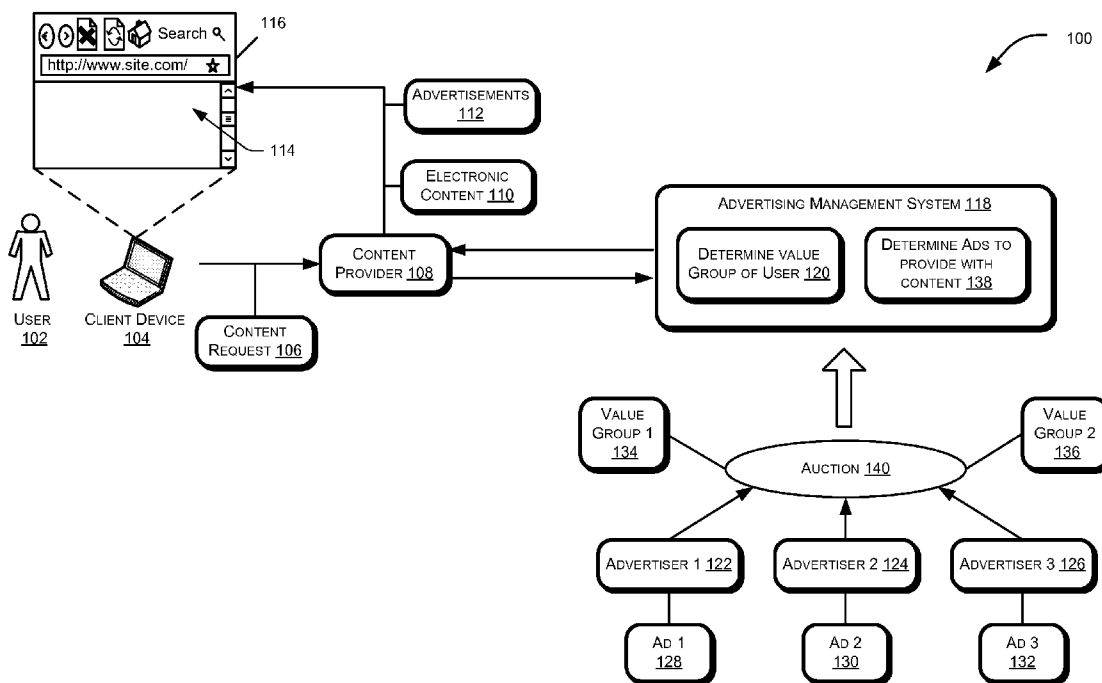 116
Search
http://www.site.com/
114
100
ADVERTISEMENTS
112
ELECTRONIC
CONTENT 110
ADVERTISING MANAGEMENT SYSTEM 118
DETERMINE VALUE
GROUP OF USER 120
DETERMINE ADS TO
PROVIDE WITH
CONTENT 138
CONTENT
PROVIDER 108
USER
102
CLIENT DEVICE
104
CONTENT
REQUEST 106
VALUE
GROUP 1
134
VALUE
GROUP 2
136
AUCTION 140
ADVERTISER 1 122
ADVERTISER 2 124
ADVERTISER 3 126
AD 1
128
AD 2
130
AD 3
132